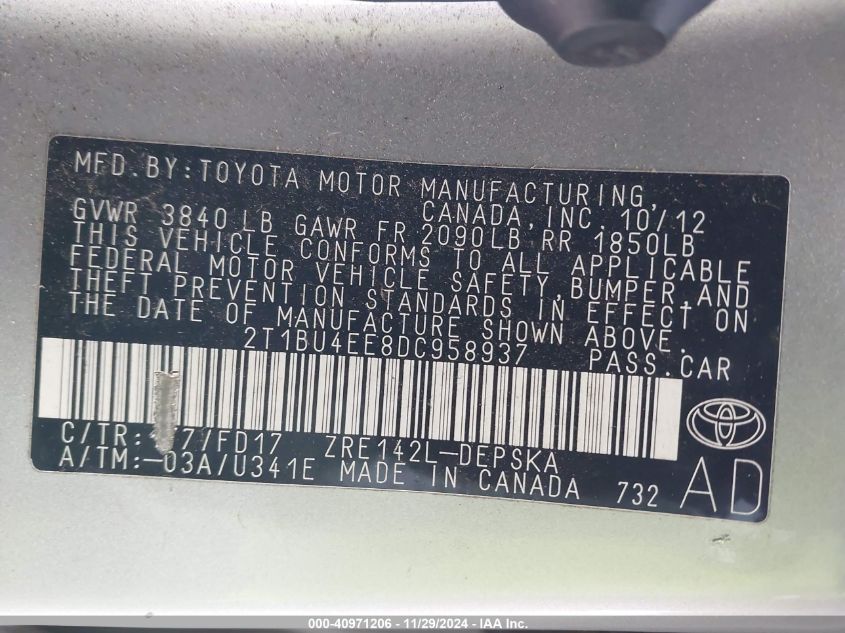 MFD.BY:TOYOTA MOTOR MANUFACTURING,
CANADA,INC. 10/12
GVWR 3840 LB GAWR FR 2090LB RR 1850LB
THIS VEHICLE CONFORMS TO ALL APPLICABLE
FEDERAL MOTOR VEHICLE SAFETY,BUMPER,AND
THEFT PREVENTION STANDARDS IN EFFECT ON
THE DATE OF MANUFACTURE SHOWN ABOVE.
2T1BU4EE8DC958937 PASS.CAR
C/TR: 7/FD17 ZRE142L-DEPSKA
A/TM:-03A/U341E MADE IN CANADA 732 AD
000-40971206 - 11/29/2024 - IAA Inc.